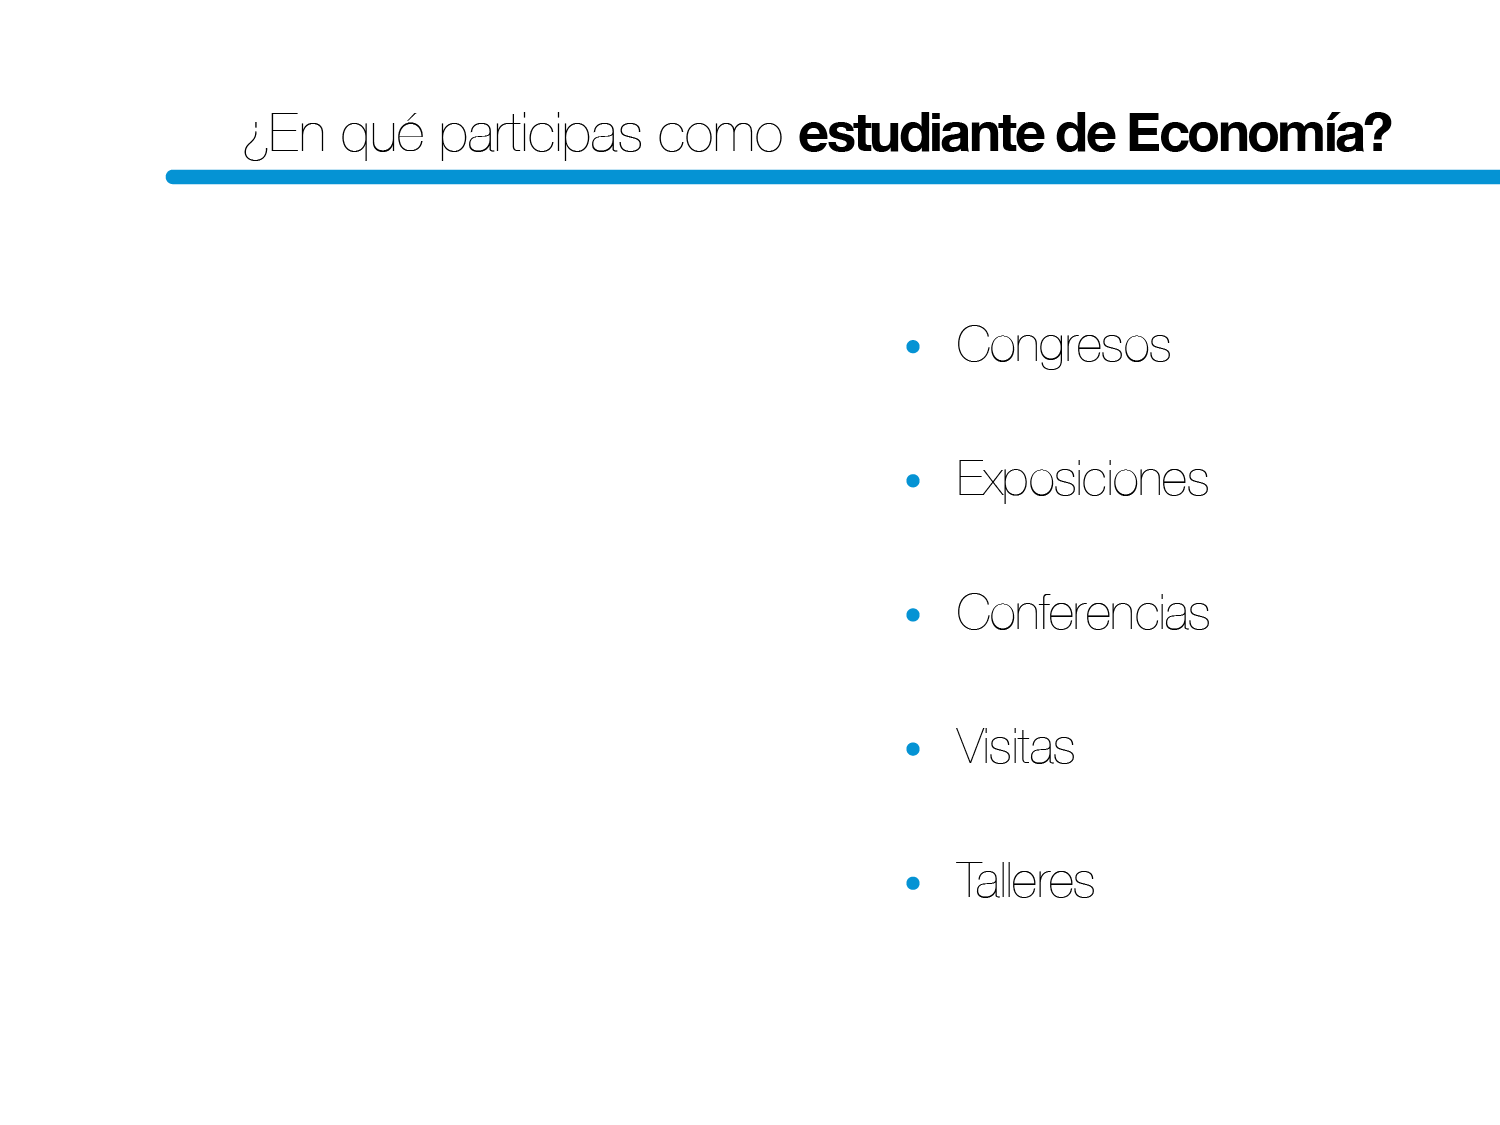 ¿En qué participas como estudiante de Economía?
• Congresos
• Exposiciones
• Conferencias
• Visitas
• Talleres